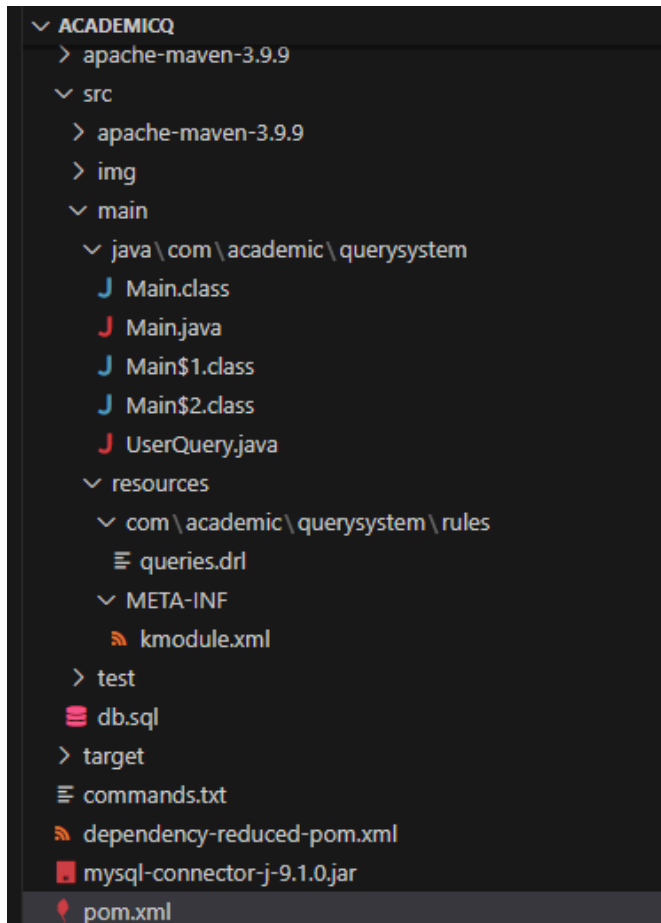 ACADEMICQ
apache-maven-3.9.9
src
apache-maven-3.9.9
img
main
java\com\academic\querysystem
Main.class
Main.java
Main$1.class
Main$2.class
UserQuery.java
resources
com\academic\querysystem\rules
queries.drl
META-INF
kmodule.xml
test
db.sql
target
commands.txt
dependency-reduced-pom.xml
mysql-connector-j-9.1.0.jar
pom.xml